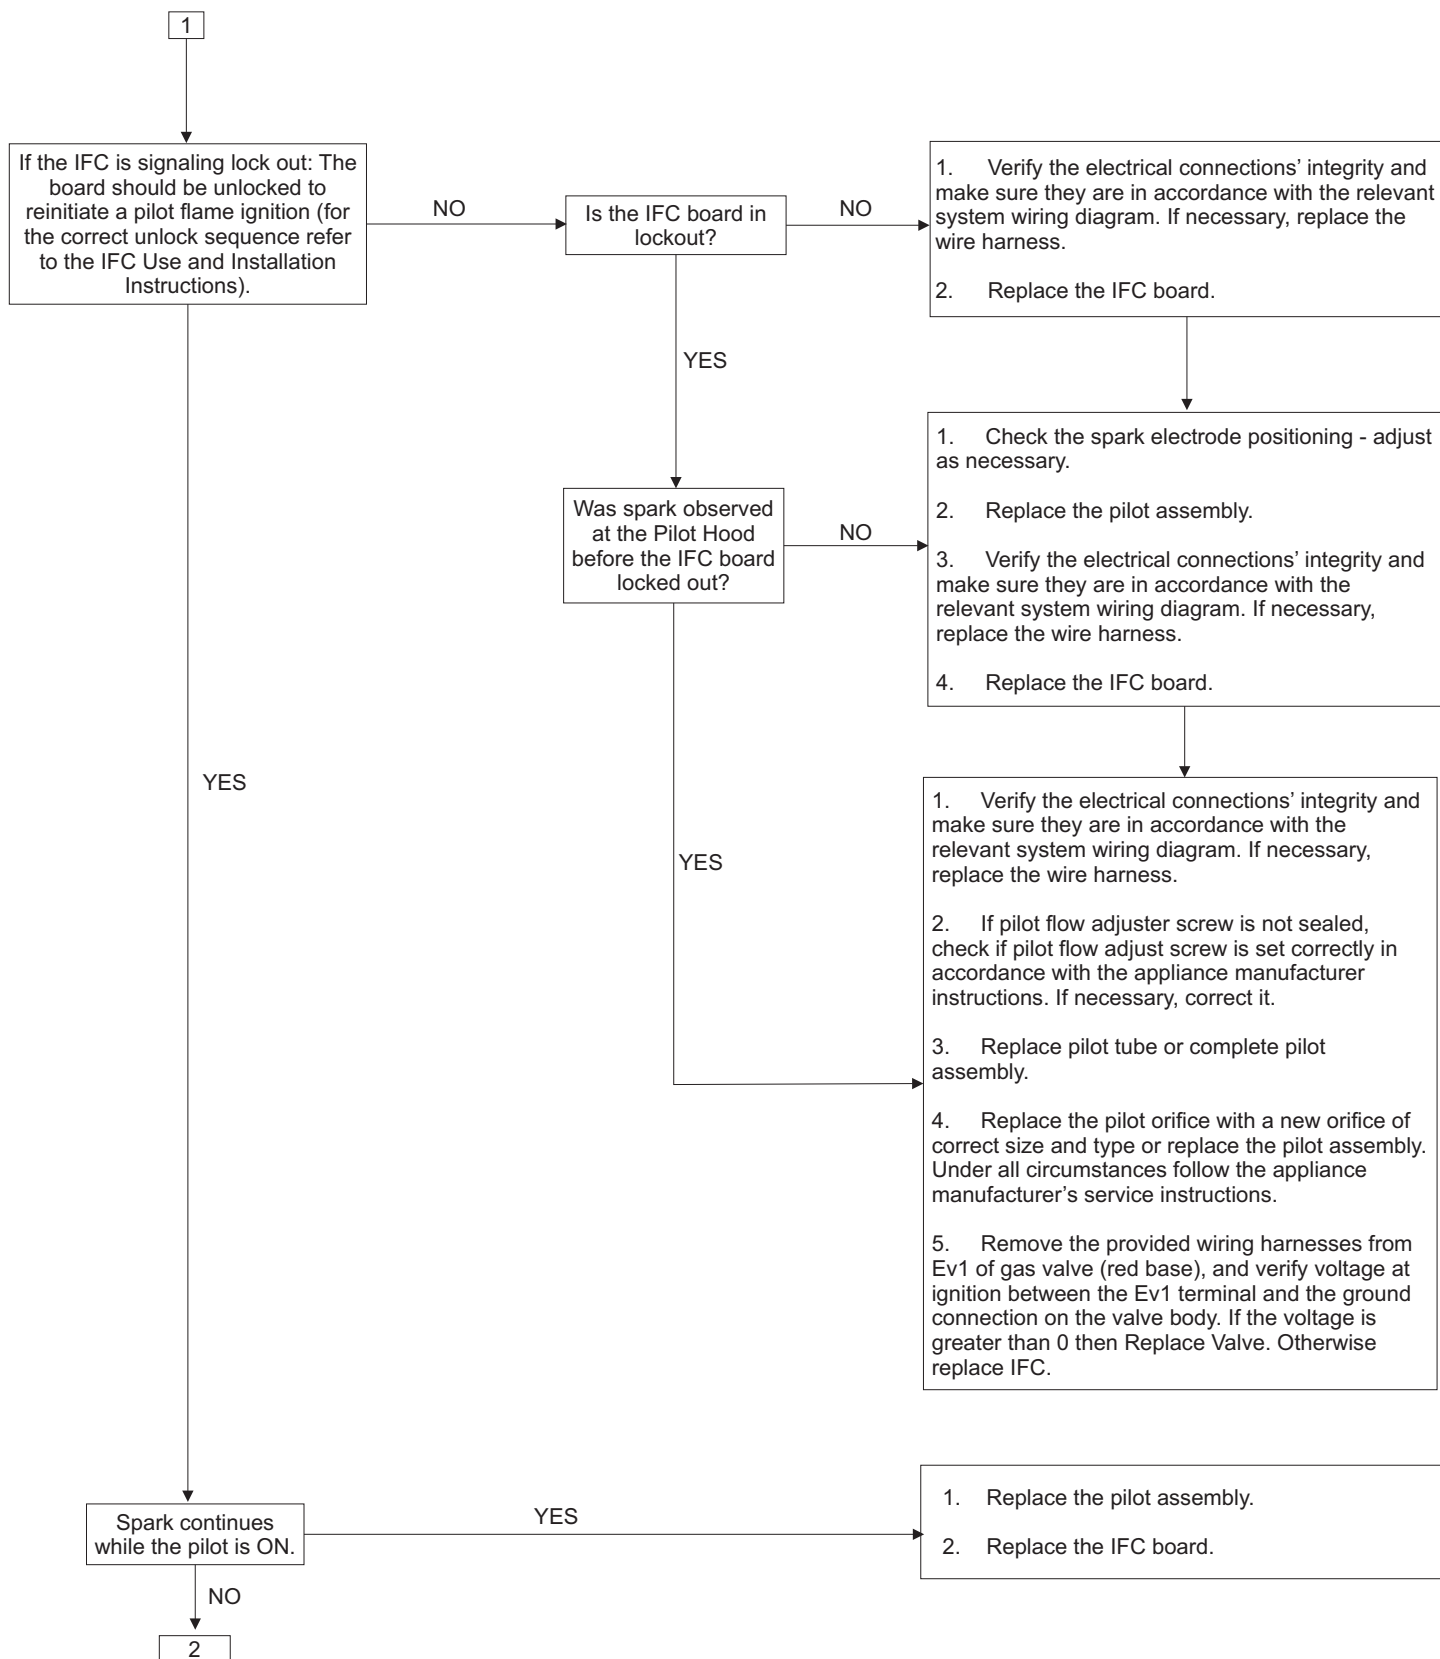 1
If the IFC is signaling lock out: The
board should be unlocked to
reinitiate a pilot flame ignition (for
the correct unlock sequence refer
to the IFC Use and Installation
Instructions).
NO
Is the IFC board in
lockout?
NO
1. Verify the electrical connections’ integrity and
make sure they are in accordance with the relevant
system wiring diagram. If necessary, replace the
wire harness.
2. Replace the IFC board.
YES
Was spark observed
at the Pilot Hood
before the IFC board
locked out?
NO
1. Check the spark electrode positioning - adjust
as necessary.
2. Replace the pilot assembly.
3. Verify the electrical connections’ integrity and
make sure they are in accordance with the
relevant system wiring diagram. If necessary,
replace the wire harness.
4. Replace the IFC board.
YES
YES
1. Verify the electrical connections’ integrity and
make sure they are in accordance with the
relevant system wiring diagram. If necessary,
replace the wire harness.
2. If pilot flow adjuster screw is not sealed,
check if pilot flow adjust screw is set correctly in
accordance with the appliance manufacturer
instructions. If necessary, correct it.
3. Replace pilot tube or complete pilot
assembly.
4. Replace the pilot orifice with a new orifice of
correct size and type or replace the pilot assembly.
Under all circumstances follow the appliance
manufacturer’s service instructions.
5. Remove the provided wiring harnesses from
Ev1 of gas valve (red base), and verify voltage at
ignition between the Ev1 terminal and the ground
connection on the valve body. If the voltage is
greater than 0 then Replace Valve. Otherwise
replace IFC.
Spark continues
while the pilot is ON.
YES
1. Replace the pilot assembly.
2. Replace the IFC board.
NO
2